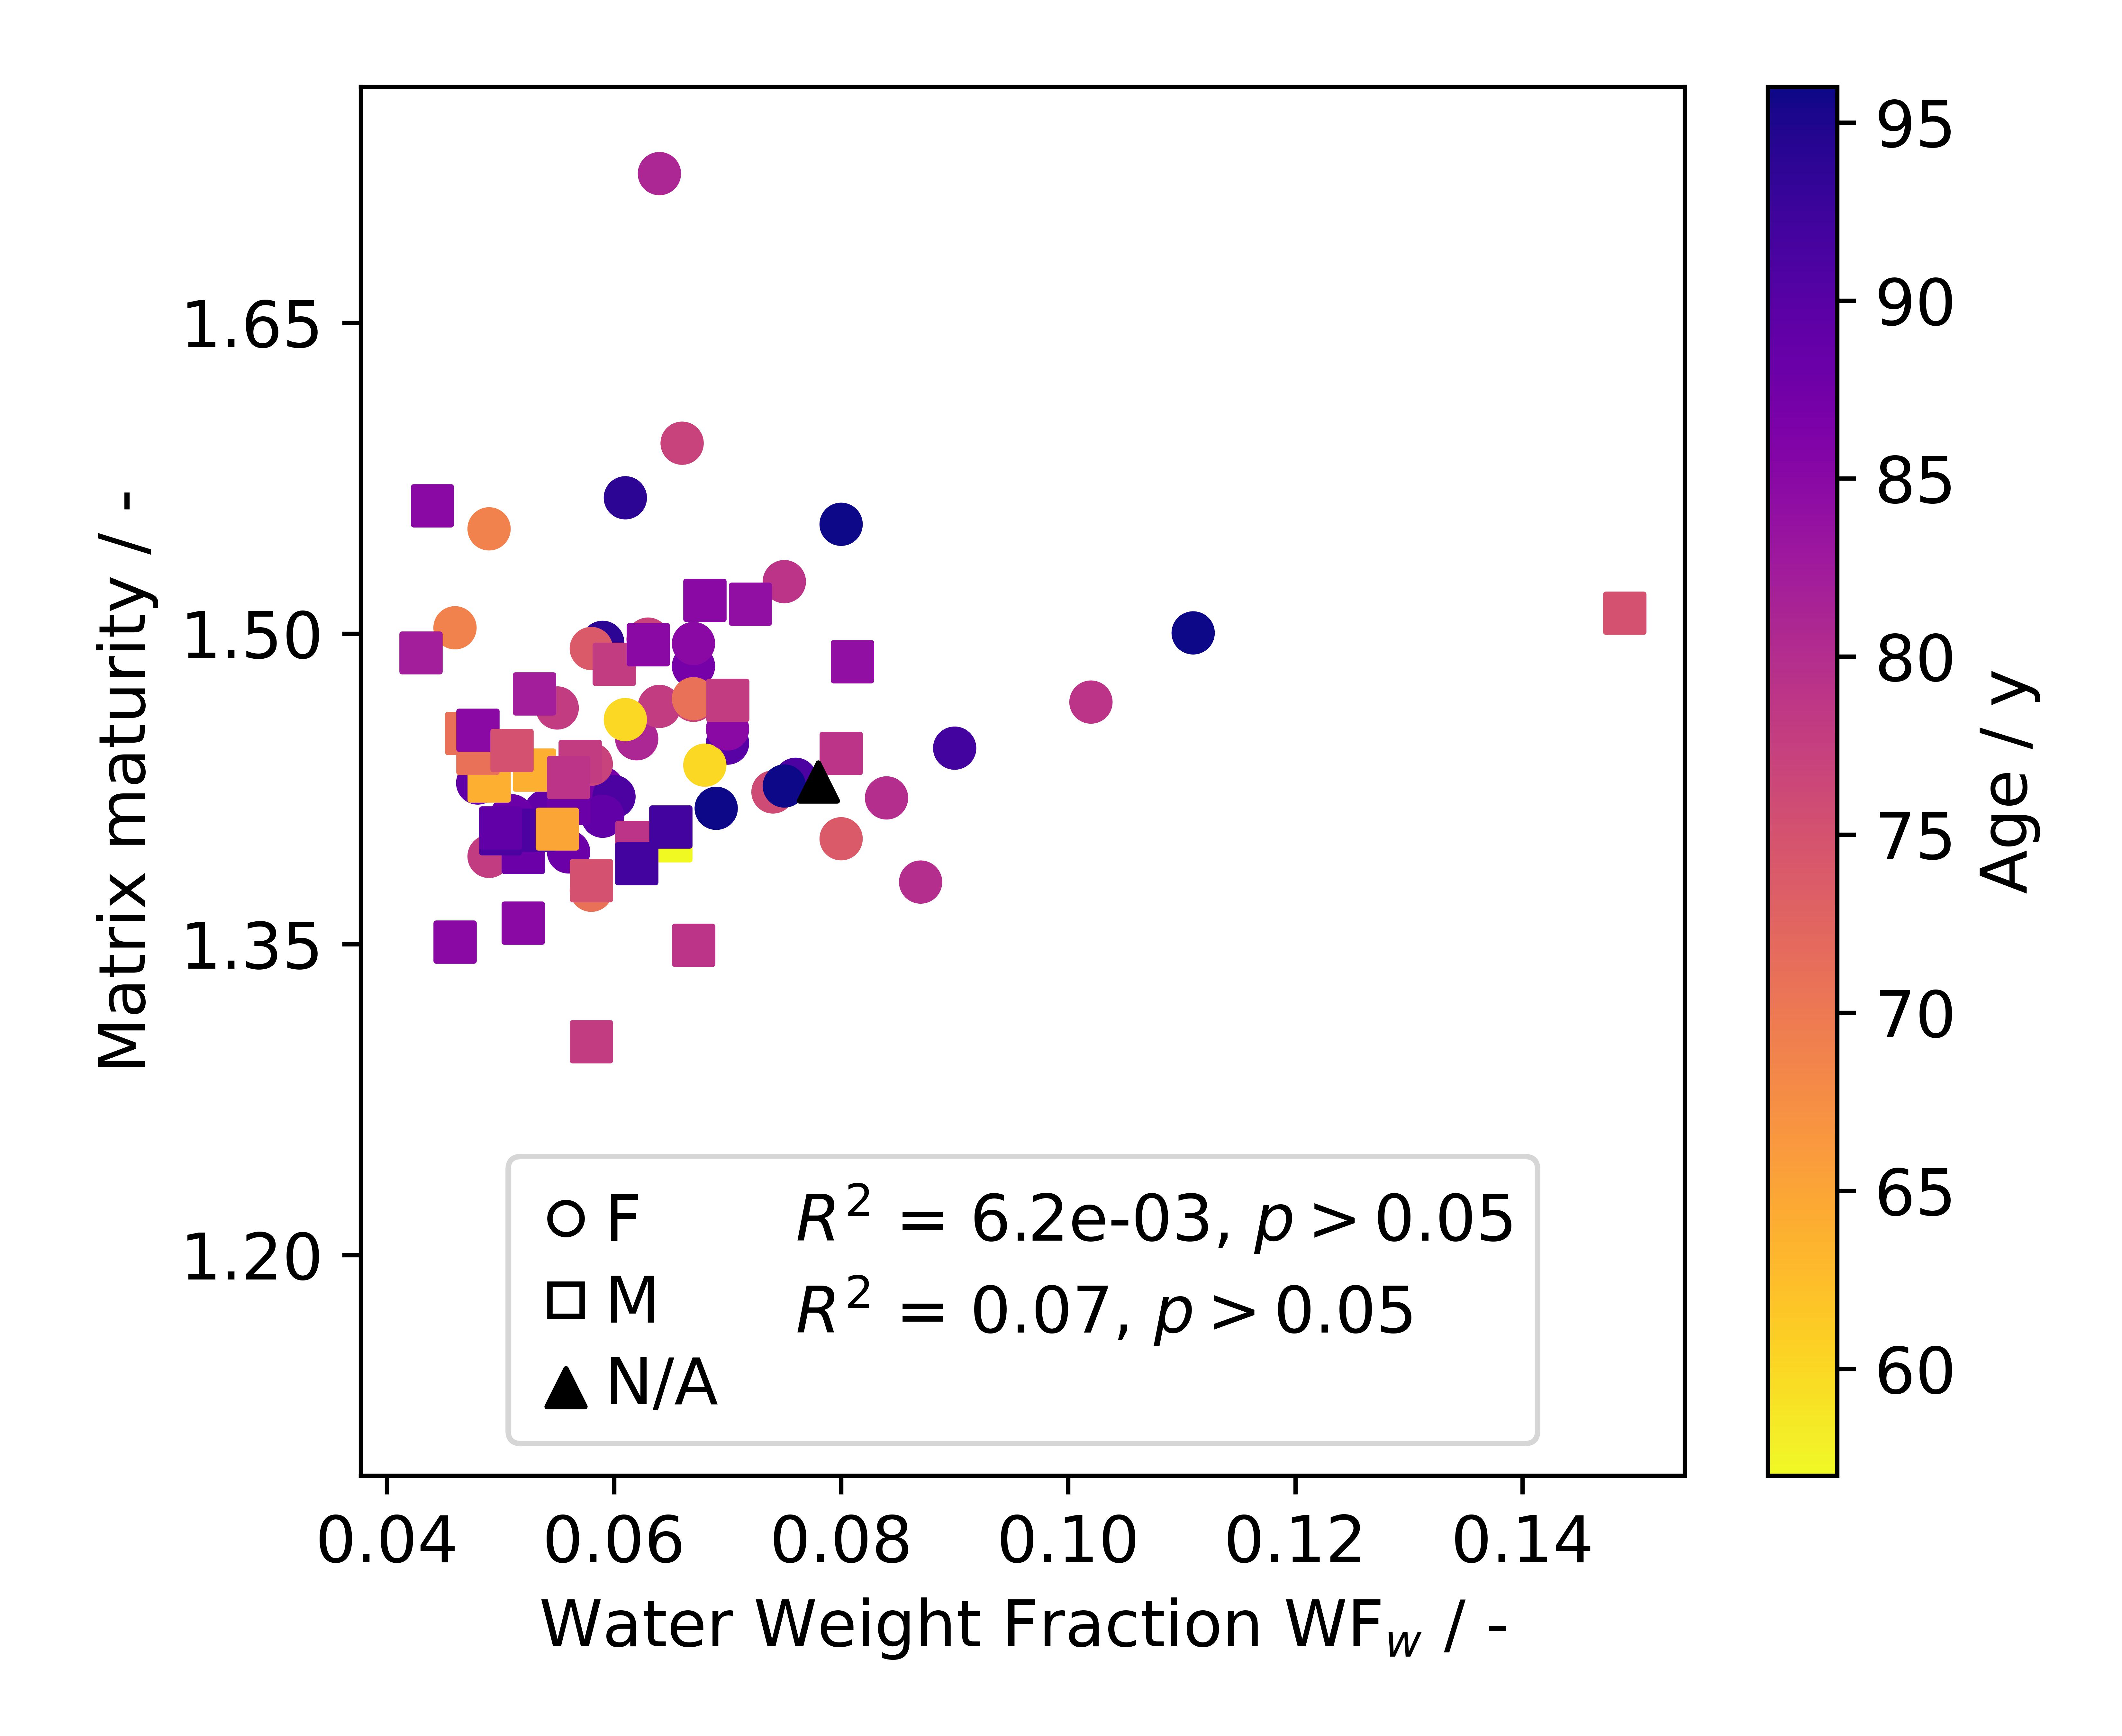 Matrix maturity / -
1.65
1.50
1.35
1.20
F R² = 6.2e-03, p > 0.05
M R² = 0.07, p > 0.05
N/A
0.04 0.06 0.08 0.10 0.12 0.14
Water Weight Fraction WF_w / -
95
90
85
80
75
70
65
60
Age / y